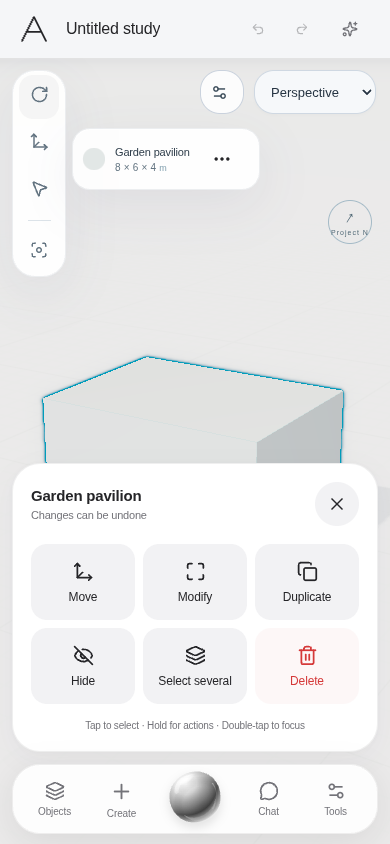 Untitled study
Perspective
Garden pavilion
8 × 6 × 4 m
Project N
Garden pavilion
Changes can be undone
Move
Modify
Duplicate
Hide
Select several
Delete
Tap to select · Hold for actions · Double-tap to focus
Objects
Create
Chat
Tools